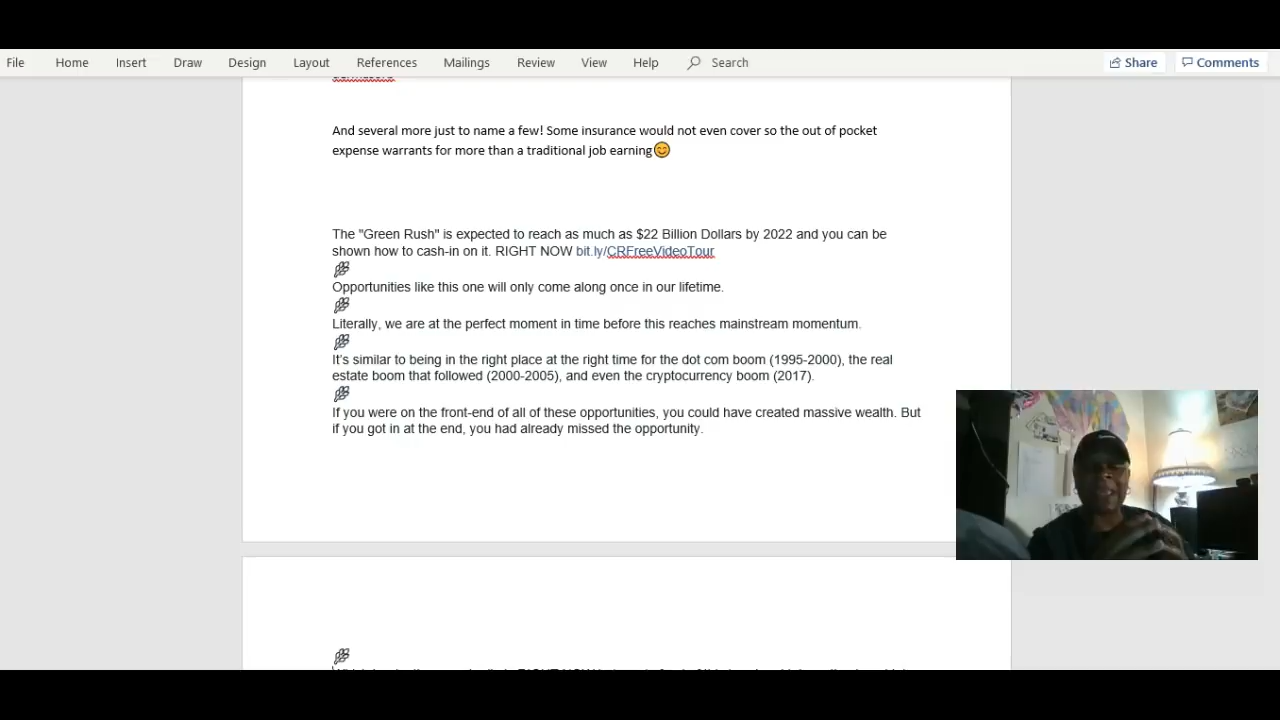 File Home Insert Draw Design Layout References Mailings Review View Help Search Share Comments
And several more just to name a few! Some insurance would not even cover so the out of pocket
expense warrants for more than a traditional job earning😊
The "Green Rush" is expected to reach as much as $22 Billion Dollars by 2022 and you can be
shown how to cash-in on it. RIGHT NOW bit.ly/CRFreeVideoTour
Opportunities like this one will only come along once in our lifetime.
Literally, we are at the perfect moment in time before this reaches mainstream momentum.
It's similar to being in the right place at the right time for the dot com boom (1995-2000), the real
estate boom that followed (2000-2005), and even the cryptocurrency boom (2017).
If you were on the front-end of all of these opportunities, you could have created massive wealth. But
if you got in at the end, you had already missed the opportunity.